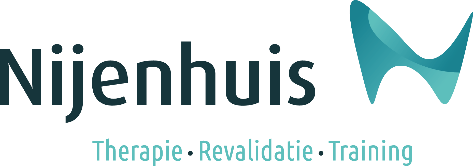 Nijenhuis
Therapie • Revalidatie • Training